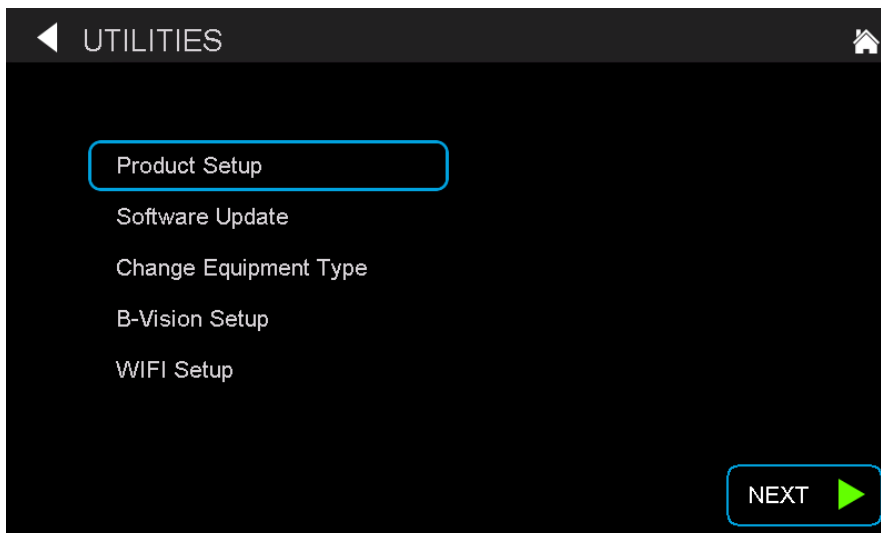 UTILITIES
Product Setup
Software Update
Change Equipment Type
B-Vision Setup
WIFI Setup
NEXT